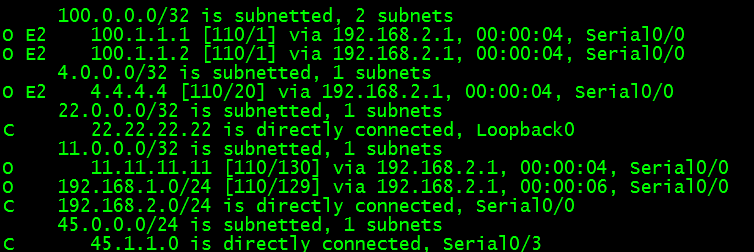 100.0.0.0/32 is subnetted, 2 subnets
O E2 100.1.1.1 [110/1] via 192.168.2.1, 00:00:04, Serial0/0
O E2 100.1.1.2 [110/1] via 192.168.2.1, 00:00:04, Serial0/0
4.0.0.0/32 is subnetted, 1 subnets
O E2 4.4.4.4 [110/20] via 192.168.2.1, 00:00:04, Serial0/0
22.0.0.0/32 is subnetted, 1 subnets
C 22.22.22.22 is directly connected, Loopback0
11.0.0.0/32 is subnetted, 1 subnets
O 11.11.11.11 [110/130] via 192.168.2.1, 00:00:04, Serial0/0
O 192.168.1.0/24 [110/129] via 192.168.2.1, 00:00:06, Serial0/0
C 192.168.2.0/24 is directly connected, Serial0/0
45.0.0.0/24 is subnetted, 1 subnets
C 45.1.1.0 is directly connected, Serial0/3